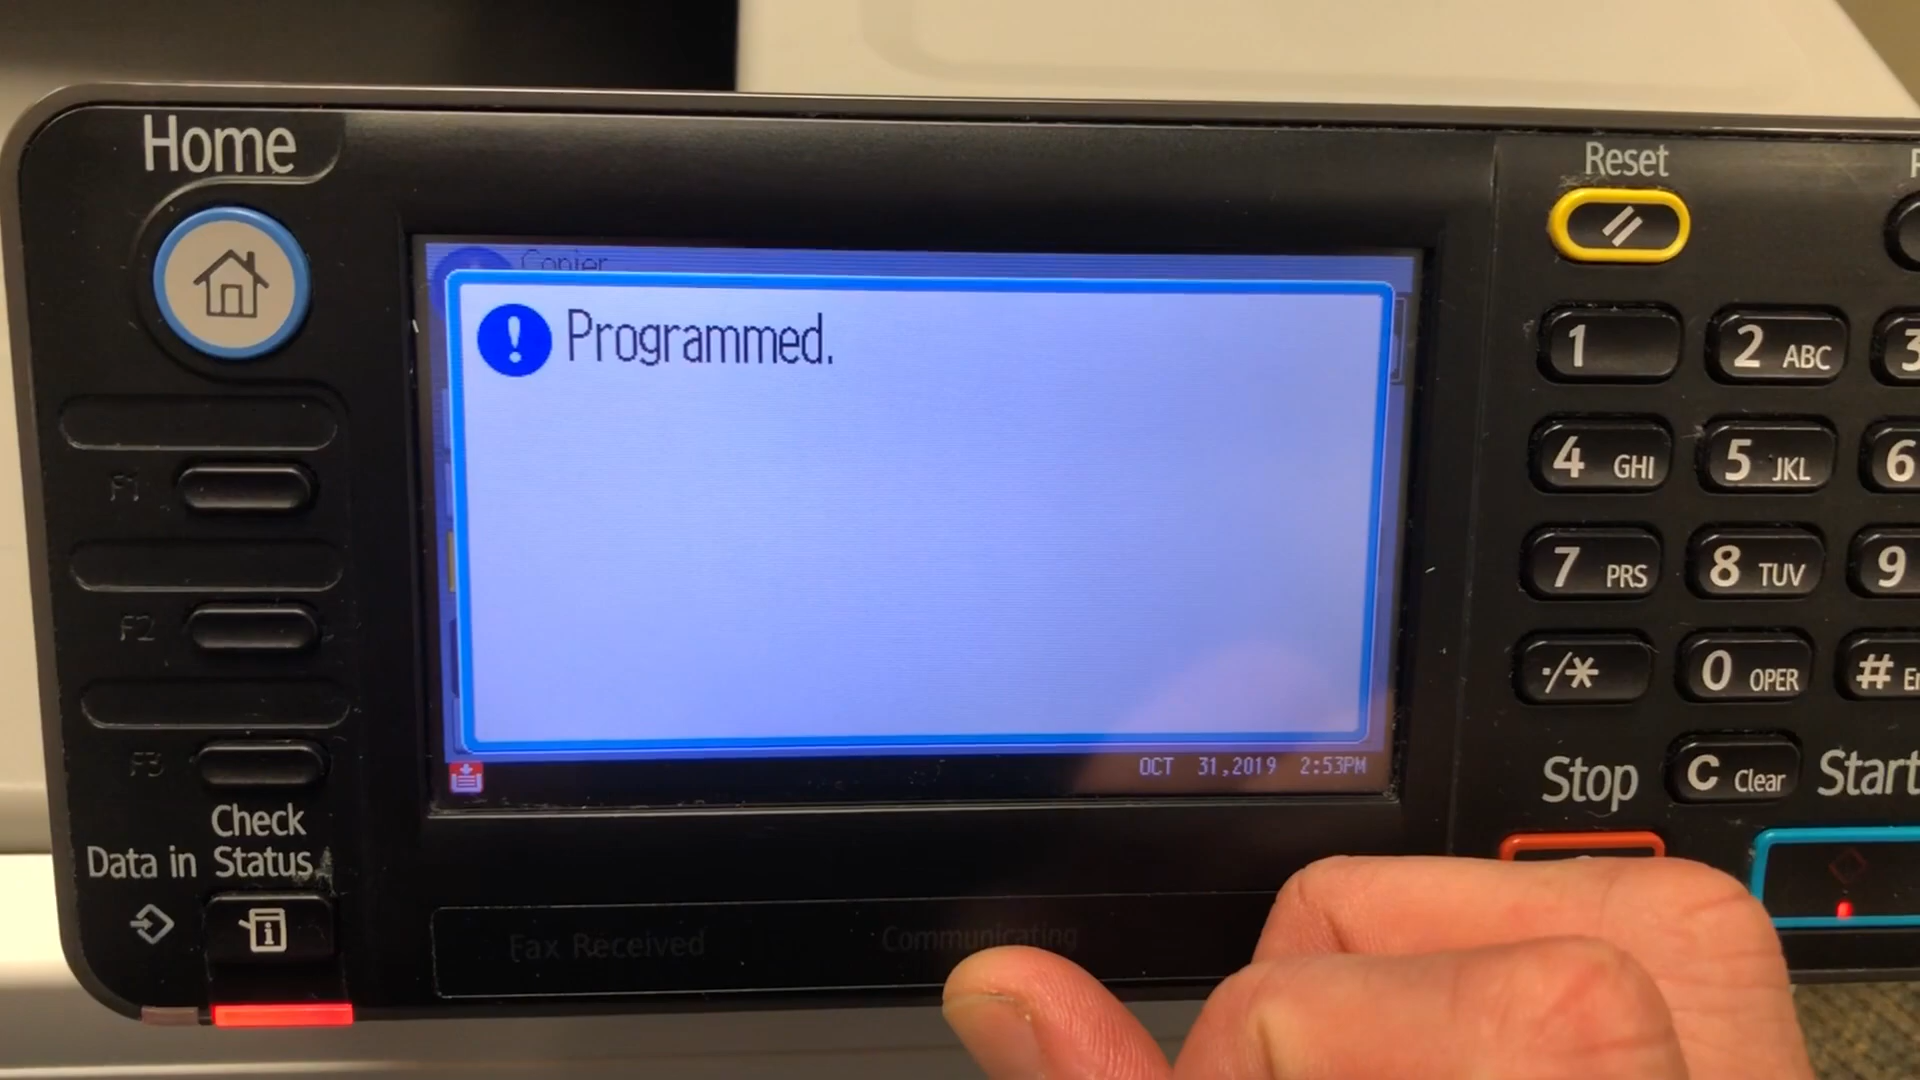 Home
Reset
Copier
Programmed.
1
2 ABC
3
F1
4 GHI
5 JKL
6
F2
7 PRS
8 TUV
9
./*
0 OPER
#
F3
OCT 31,2019 2:53PM
Stop
C Clear
Start
Check
Data in Status
Fax Received
Communicating